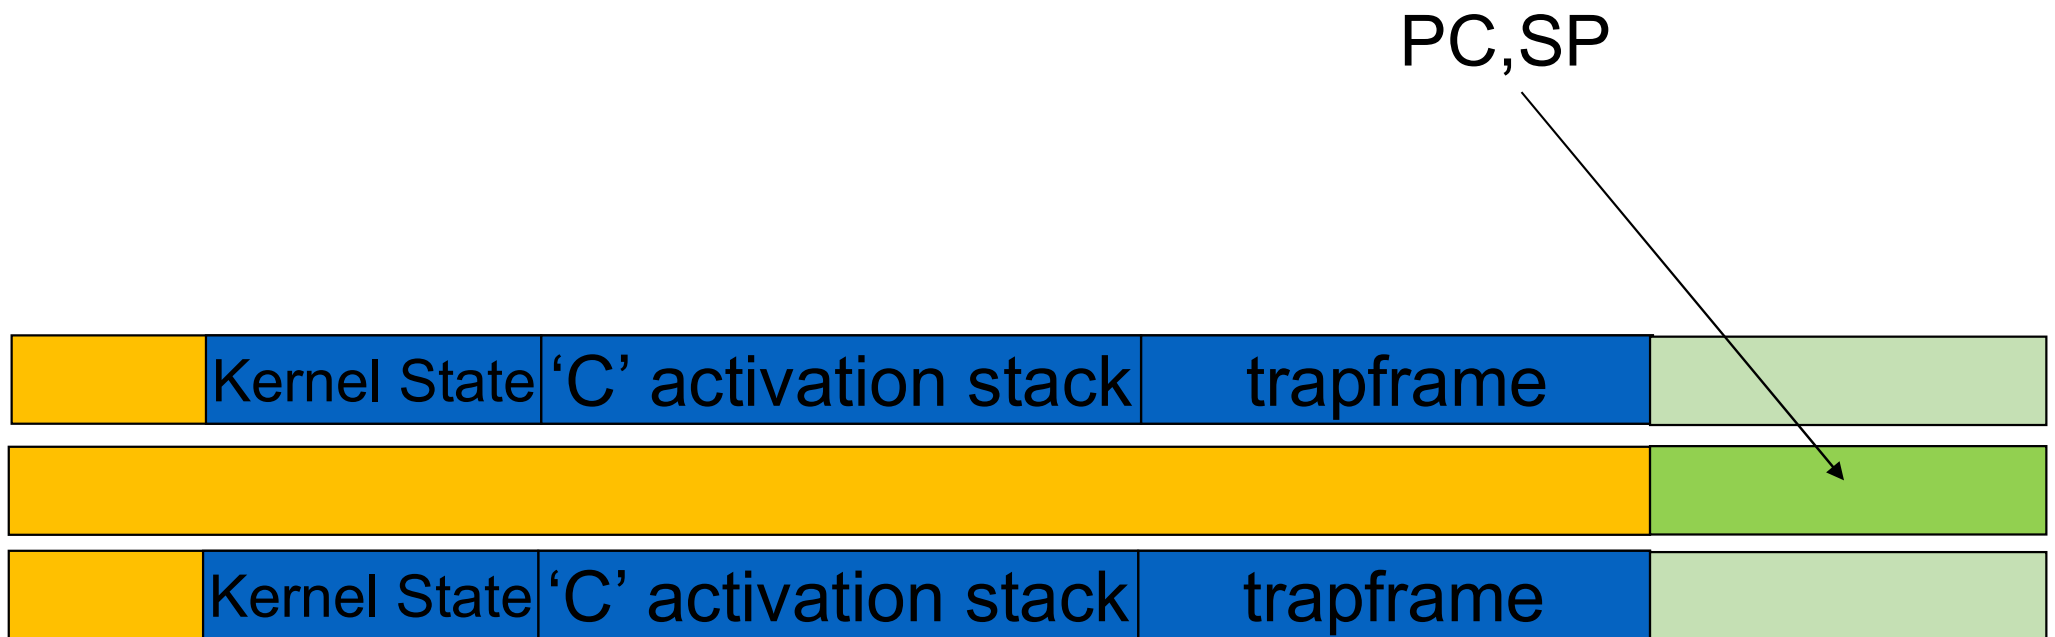 PC,SP
Kernel State ‘C’ activation stack trapframe
Kernel State ‘C’ activation stack trapframe